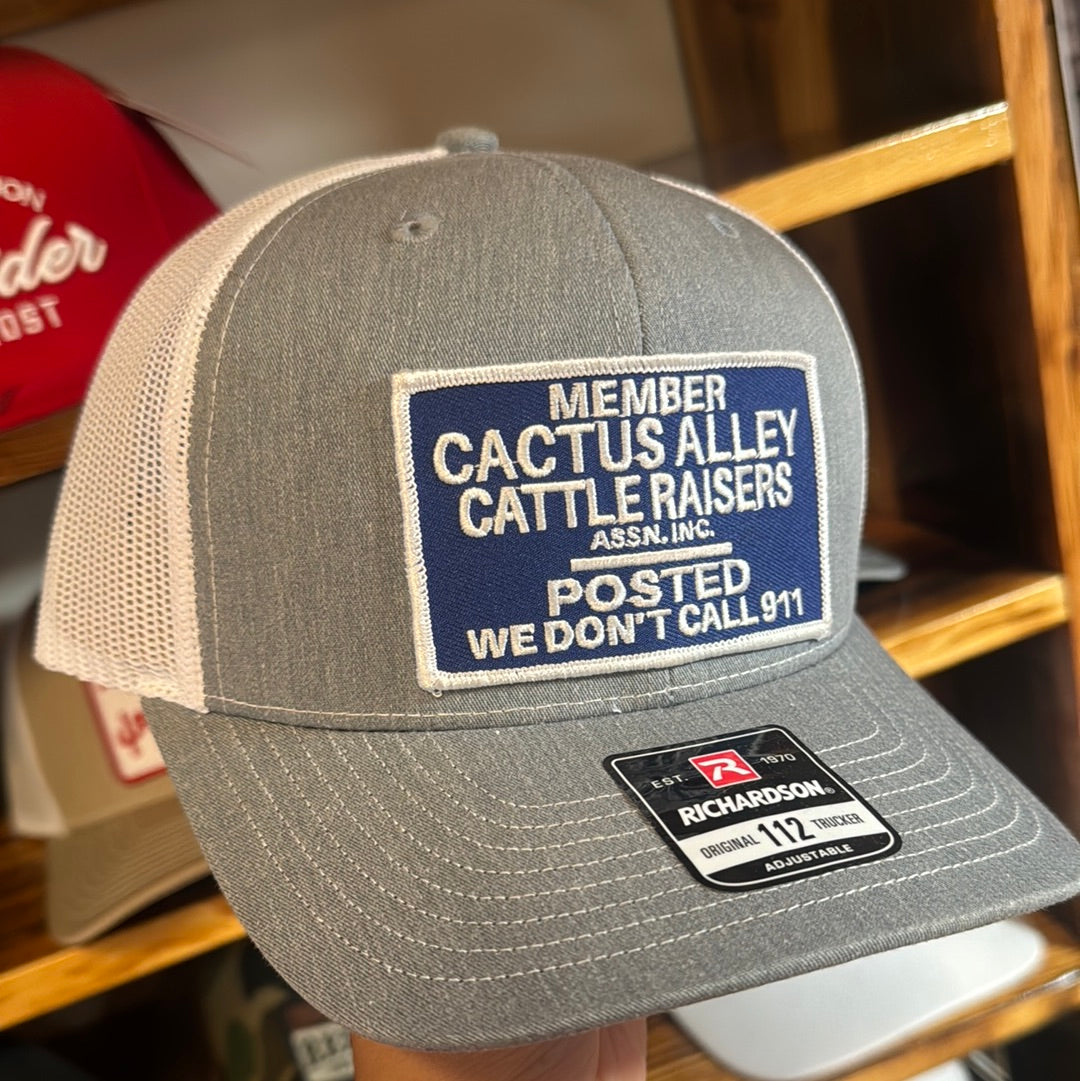 MEMBER
CACTUS ALLEY
CATTLE RAISERS
ASSN. INC.
POSTED
WE DON'T CALL 911
EST. 1970
R
RICHARDSON®
ORIGINAL 112 TRUCKER
ADJUSTABLE